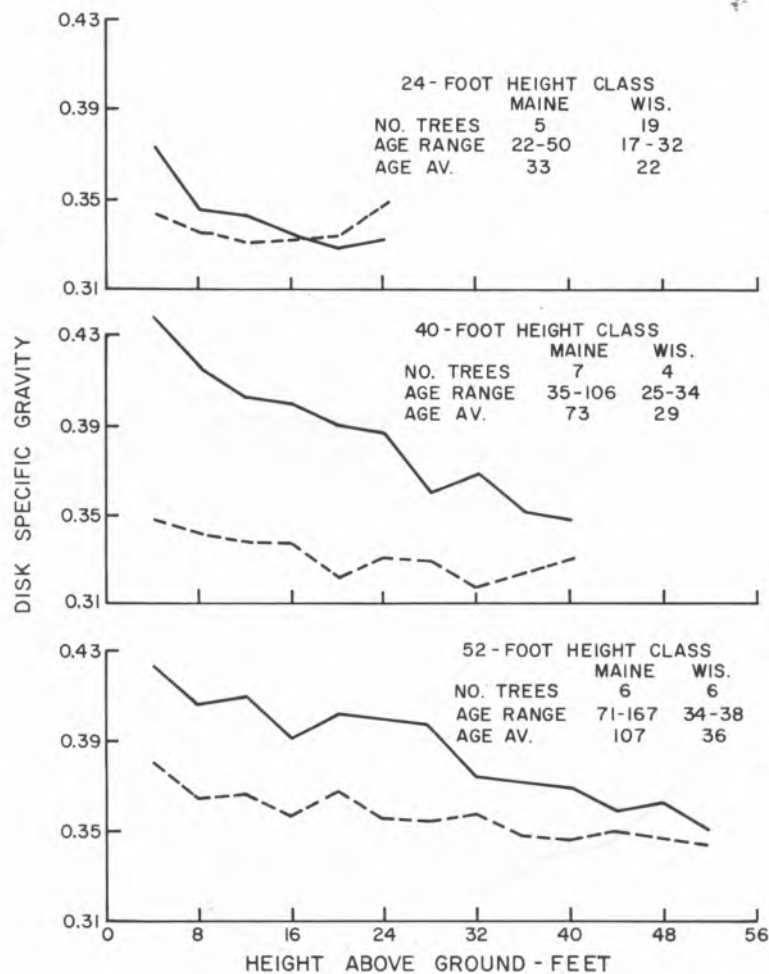 0.43
24-FOOT HEIGHT CLASS
MAINE WIS.
NO. TREES 5 19
AGE RANGE 22-50 17-32
AGE AV. 33 22
0.39
0.35
0.31
0.43
40-FOOT HEIGHT CLASS
MAINE WIS.
NO. TREES 7 4
AGE RANGE 35-106 25-34
AGE AV. 73 29
0.39
0.35
0.31
DISK SPECIFIC GRAVITY
0.43
52-FOOT HEIGHT CLASS
MAINE WIS.
NO. TREES 6 6
AGE RANGE 71-167 34-38
AGE AV. 107 36
0.39
0.35
0.31
0 8 16 24 32 40 48 56
HEIGHT ABOVE GROUND - FEET